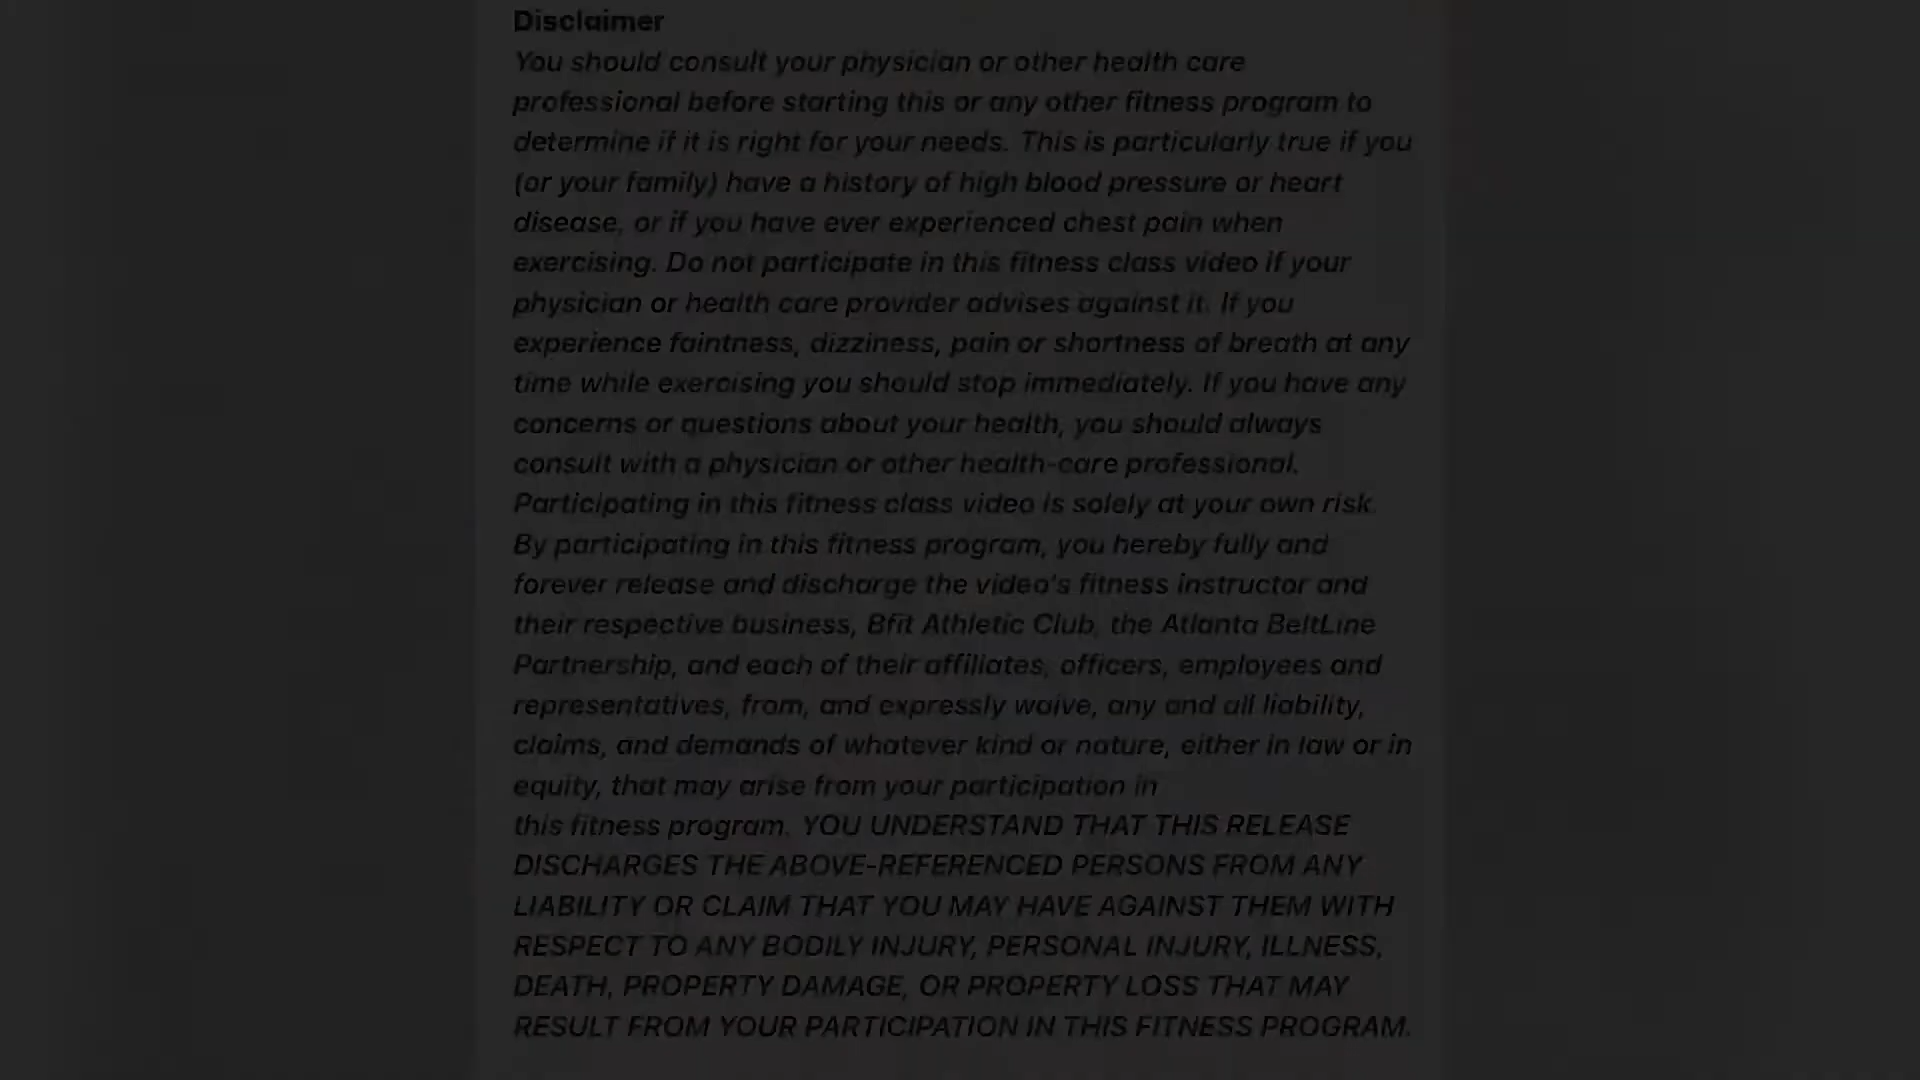 Disclaimer
You should consult your physician or other health care
professional before starting this or any other fitness program to
determine if it is right for your needs. This is particularly true if you
(or your family) have a history of high blood pressure or heart
disease, or if you have ever experienced chest pain when
exercising. Do not participate in this fitness class video if your
physician or health care provider advises against it. If you
experience faintness, dizziness, pain or shortness of breath at any
time while exercising you should stop immediately. If you have any
concerns or questions about your health, you should always
consult with a physician or other health-care professional.
Participating in this fitness class video is solely at your own risk.
By participating in this fitness program, you hereby fully and
forever release and discharge the video's fitness instructor and
their respective business, Bfit Athletic Club, the Atlanta BeltLine
Partnership, and each of their affiliates, officers, employees and
representatives, from, and expressly waive, any and all liability,
claims, and demands of whatever kind or nature, either in law or in
equity, that may arise from your participation in
this fitness program. YOU UNDERSTAND THAT THIS RELEASE
DISCHARGES THE ABOVE-REFERENCED PERSONS FROM ANY
LIABILITY OR CLAIM THAT YOU MAY HAVE AGAINST THEM WITH
RESPECT TO ANY BODILY INJURY, PERSONAL INJURY, ILLNESS,
DEATH, PROPERTY DAMAGE, OR PROPERTY LOSS THAT MAY
RESULT FROM YOUR PARTICIPATION IN THIS FITNESS PROGRAM.